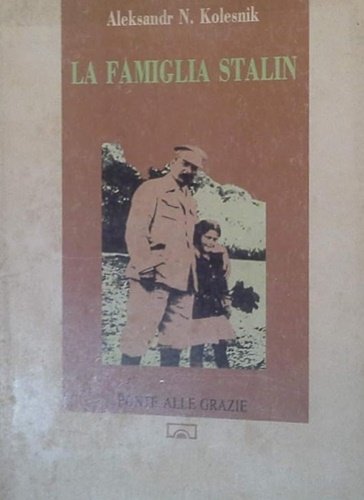 Aleksandr N. Kolesnik
LA FAMIGLIA STALIN
PONTE ALLE GRAZIE